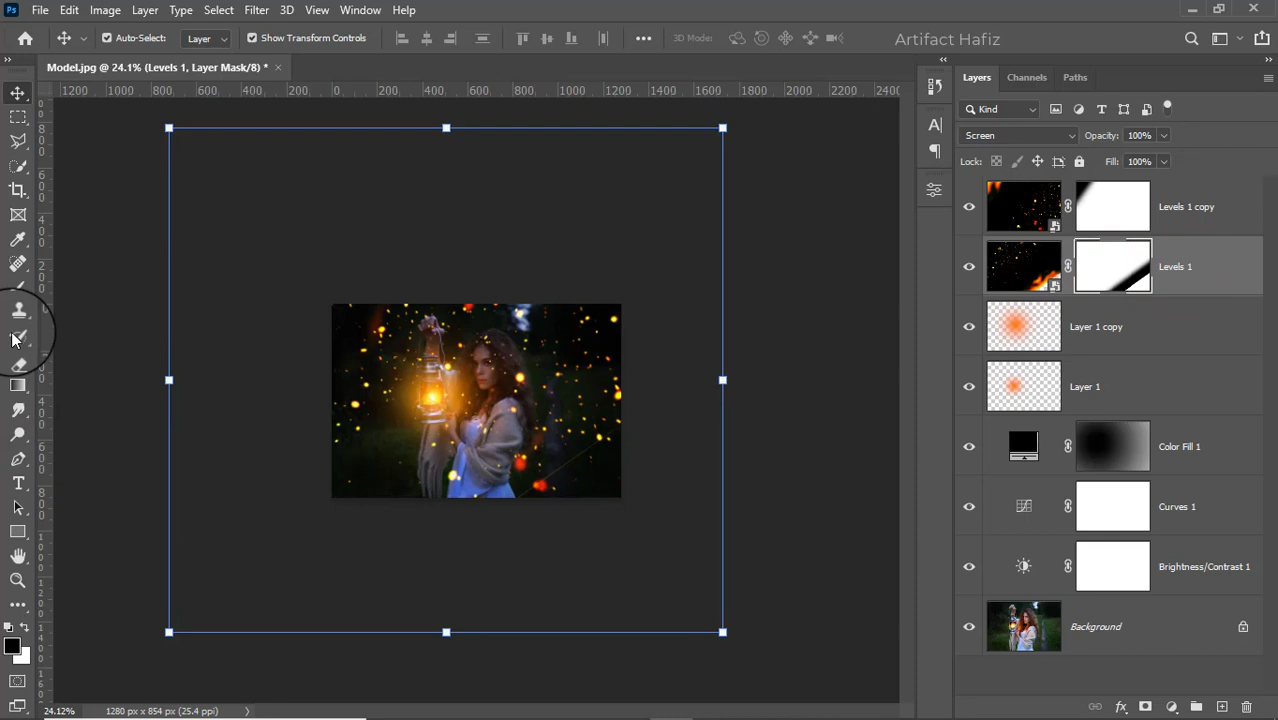 Ps File Edit Image Layer Type Select Filter 3D View Window Help
Auto-Select: Layer Show Transform Controls 3D Mode: Artifact Hafiz
Model.jpg @ 24.1% (Levels 1, Layer Mask/8) *
1200 1000 800 600 400 200 0 200 400 600 800 1000 1200 1400 1600 1800 2000 2200 2400
Layers Channels Paths
Kind
Screen Opacity: 100%
Lock: Fill: 100%
Levels 1 copy
Levels 1
Layer 1 copy
Layer 1
Color Fill 1
Curves 1
Brightness/Contrast 1
Background
24.12% 1280 px x 854 px (25.4 ppi)